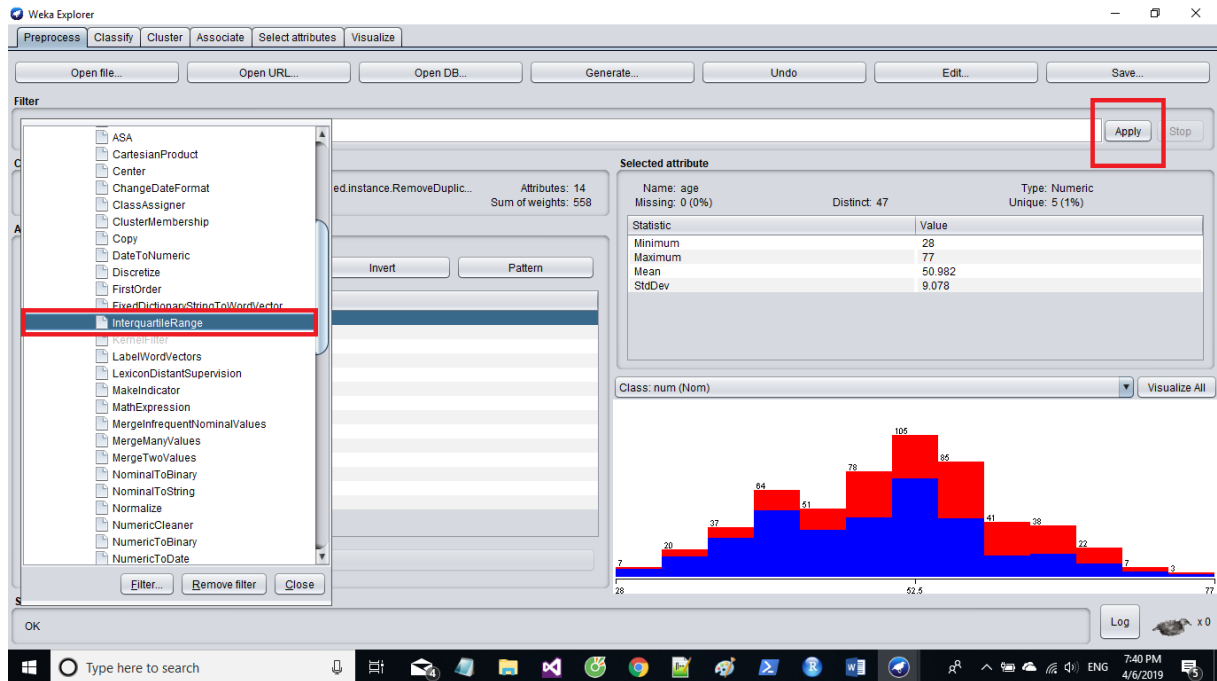 Weka Explorer
Preprocess Classify Cluster Associate Select attributes Visualize
Open file... Open URL... Open DB... Generate... Undo Edit... Save...
Filter
Apply Stop
ASA
CartesianProduct
Center
ChangeDateFormat
ClassAssigner
ClusterMembership
Copy
DateToNumeric
Discretize
FirstOrder
FixedDictionaryStringToWordVector
InterquartileRange
KernelFilter
LabelWordVectors
LexiconDistantSupervision
MakeIndicator
MathExpression
MergeInfrequentNominalValues
MergeManyValues
MergeTwoValues
NominalToBinary
NominalToString
Normalize
NumericCleaner
NumericToBinary
NumericToDate
Filter... Remove filter Close
C
ed.instance.RemoveDuplic... Attributes: 14
Sum of weights: 558
A
Invert Pattern
Selected attribute
Name: age Type: Numeric
Missing: 0 (0%) Distinct: 47 Unique: 5 (1%)
Statistic Value
Minimum 28
Maximum 77
Mean 50.982
StdDev 9.078
Class: num (Nom) Visualize All
7 20 37 64 51 78 105 85 41 38 22 7 3
28 52.5 77
S
OK
Log x 0
Type here to search
4
ENG
7:40 PM
4/6/2019
5